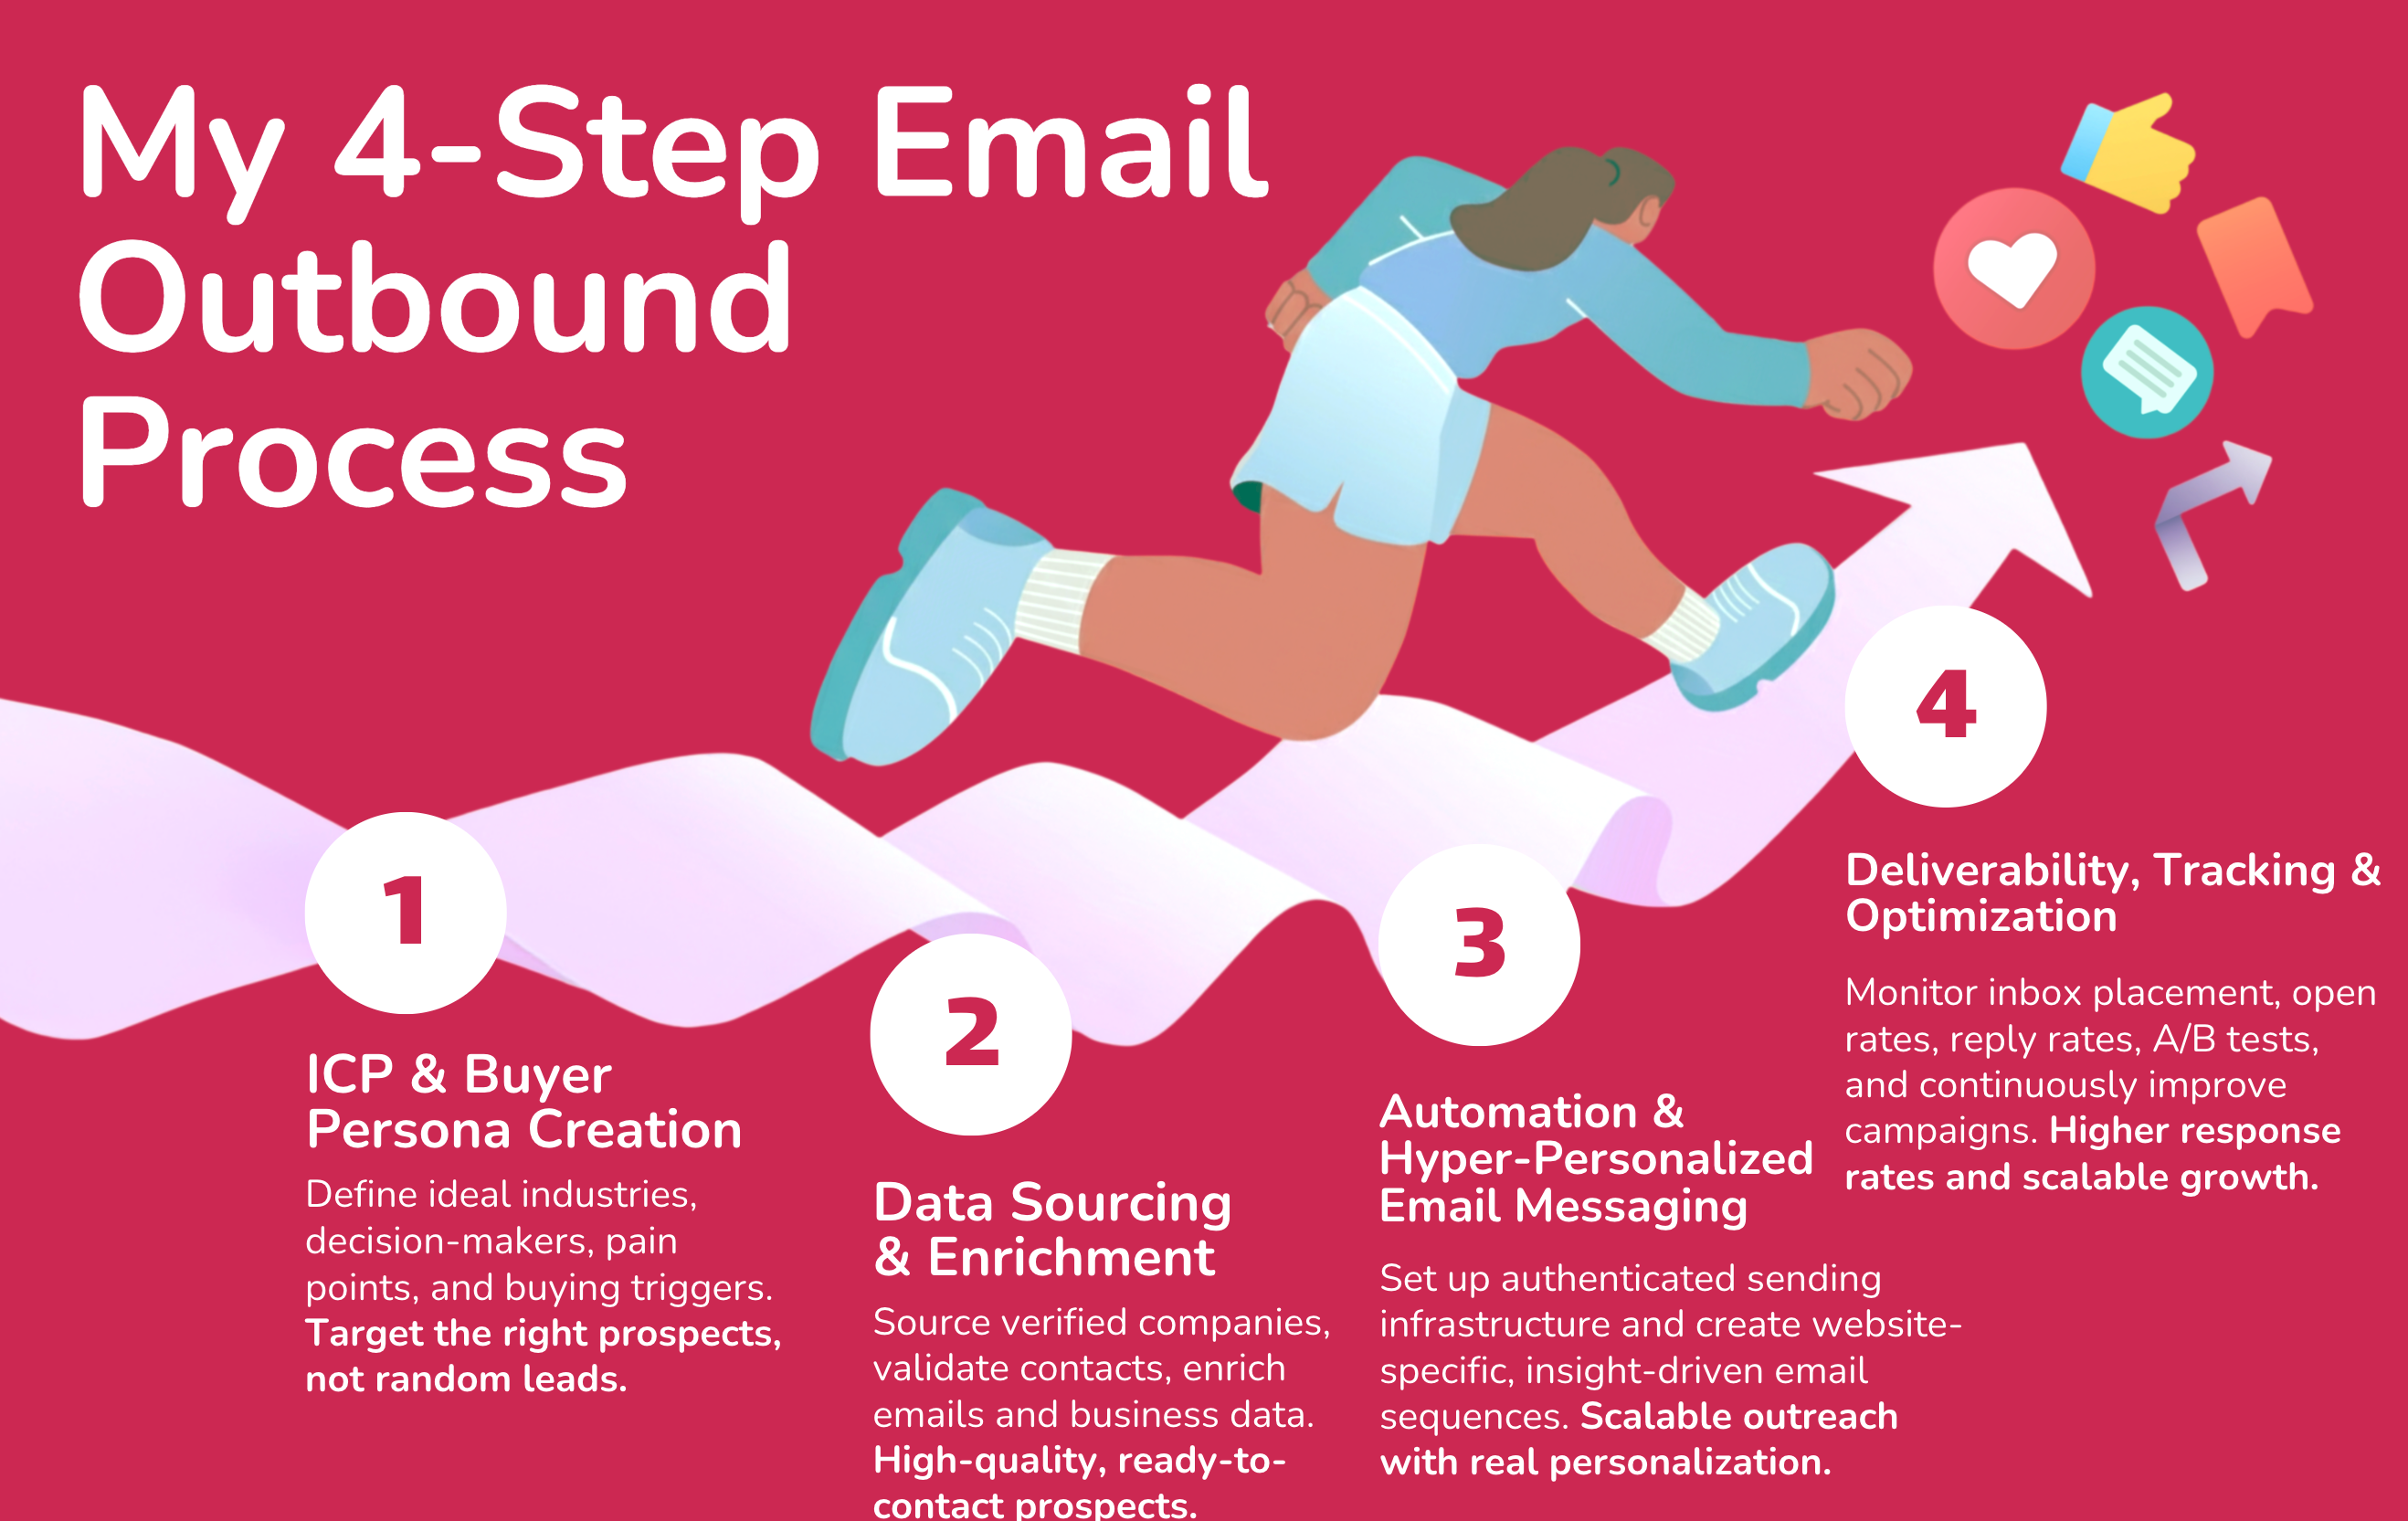 My 4-Step Email
Outbound
Process
1
ICP & Buyer
Persona Creation
Define ideal industries,
decision-makers, pain
points, and buying triggers.
Target the right prospects,
not random leads.
2
Data Sourcing
& Enrichment
Source verified companies,
validate contacts, enrich
emails and business data.
High-quality, ready-to-
contact prospects.
3
Automation &
Hyper-Personalized
Email Messaging
Set up authenticated sending
infrastructure and create website-
specific, insight-driven email
sequences. Scalable outreach
with real personalization.
4
Deliverability, Tracking &
Optimization
Monitor inbox placement, open
rates, reply rates, A/B tests,
and continuously improve
campaigns. Higher response
rates and scalable growth.